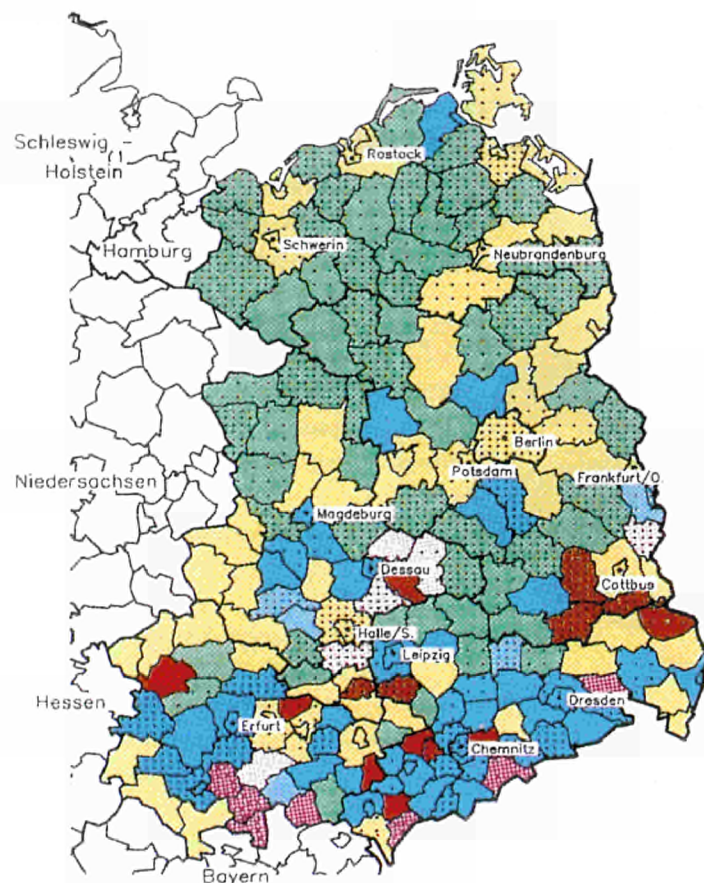 Schleswig -
Holstein
Rostock
Hamburg
Schwerin
Neubrandenburg
Berlin
Niedersachsen
Potsdam
Frankfurt/O.
Magdeburg
Dessau
Cottbus
Halle/S.
Leipzig
Hessen
Dresden
Erfurt
Chemnitz
Bayern